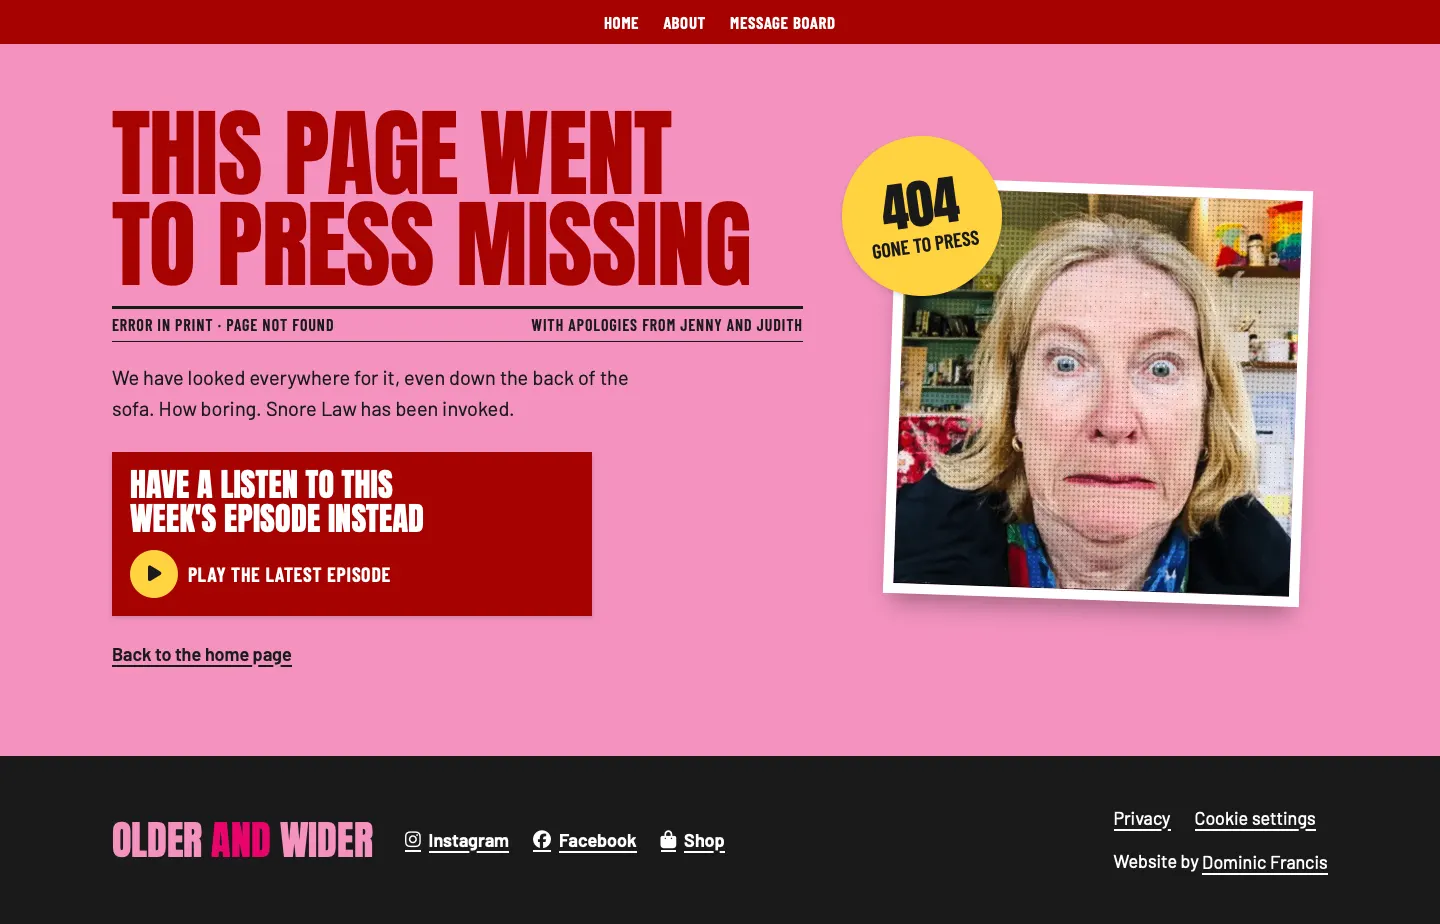 HOME ABOUT MESSAGE BOARD
THIS PAGE WENT
TO PRESS MISSING
ERROR IN PRINT · PAGE NOT FOUND
WITH APOLOGIES FROM JENNY AND JUDITH
We have looked everywhere for it, even down the back of the
sofa. How boring. Snore Law has been invoked.
HAVE A LISTEN TO THIS
WEEK'S EPISODE INSTEAD
PLAY THE LATEST EPISODE
Back to the home page
404
GONE TO PRESS
OLDER AND WIDER
Instagram Facebook Shop
Privacy Cookie settings
Website by Dominic Francis